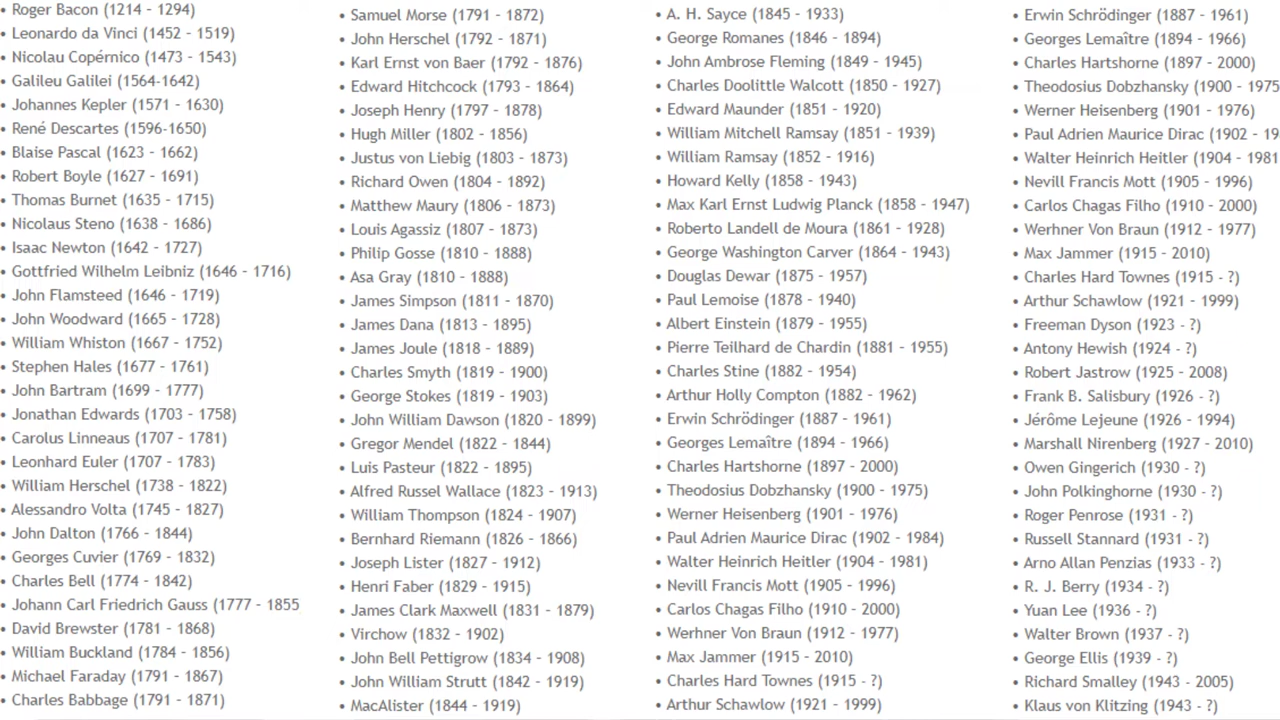 • Roger Bacon (1214 - 1294)
• Leonardo da Vinci (1452 - 1519)
• Nicolau Copérnico (1473 - 1543)
• Galileu Galilei (1564-1642)
• Johannes Kepler (1571 - 1630)
• René Descartes (1596-1650)
• Blaise Pascal (1623 - 1662)
• Robert Boyle (1627 - 1691)
• Thomas Burnet (1635 - 1715)
• Nicolaus Steno (1638 - 1686)
• Isaac Newton (1642 - 1727)
• Gottfried Wilhelm Leibniz (1646 - 1716)
• John Flamsteed (1646 - 1719)
• John Woodward (1665 - 1728)
• William Whiston (1667 - 1752)
• Stephen Hales (1677 - 1761)
• John Bartram (1699 - 1777)
• Jonathan Edwards (1703 - 1758)
• Carolus Linneaus (1707 - 1781)
• Leonhard Euler (1707 - 1783)
• William Herschel (1738 - 1822)
• Alessandro Volta (1745 - 1827)
• John Dalton (1766 - 1844)
• Georges Cuvier (1769 - 1832)
• Charles Bell (1774 - 1842)
• Johann Carl Friedrich Gauss (1777 - 1855
• David Brewster (1781 - 1868)
• William Buckland (1784 - 1856)
• Michael Faraday (1791 - 1867)
• Charles Babbage (1791 - 1871)
• Samuel Morse (1791 - 1872)
• John Herschel (1792 - 1871)
• Karl Ernst von Baer (1792 - 1876)
• Edward Hitchcock (1793 - 1864)
• Joseph Henry (1797 - 1878)
• Hugh Miller (1802 - 1856)
• Justus von Liebig (1803 - 1873)
• Richard Owen (1804 - 1892)
• Matthew Maury (1806 - 1873)
• Louis Agassiz (1807 - 1873)
• Philip Gosse (1810 - 1888)
• Asa Gray (1810 - 1888)
• James Simpson (1811 - 1870)
• James Dana (1813 - 1895)
• James Joule (1818 - 1889)
• Charles Smyth (1819 - 1900)
• George Stokes (1819 - 1903)
• John William Dawson (1820 - 1899)
• Gregor Mendel (1822 - 1844)
• Luis Pasteur (1822 - 1895)
• Alfred Russel Wallace (1823 - 1913)
• William Thompson (1824 - 1907)
• Bernhard Riemann (1826 - 1866)
• Joseph Lister (1827 - 1912)
• Henri Faber (1829 - 1915)
• James Clark Maxwell (1831 - 1879)
• Virchow (1832 - 1902)
• John Bell Pettigrow (1834 - 1908)
• John William Strutt (1842 - 1919)
• MacAlister (1844 - 1919)
• A. H. Sayce (1845 - 1933)
• George Romanes (1846 - 1894)
• John Ambrose Fleming (1849 - 1945)
• Charles Doolittle Walcott (1850 - 1927)
• Edward Maunder (1851 - 1920)
• William Mitchell Ramsay (1851 - 1939)
• William Ramsay (1852 - 1916)
• Howard Kelly (1858 - 1943)
• Max Karl Ernst Ludwig Planck (1858 - 1947)
• Roberto Landell de Moura (1861 - 1928)
• George Washington Carver (1864 - 1943)
• Douglas Dewar (1875 - 1957)
• Paul Lemoise (1878 - 1940)
• Albert Einstein (1879 - 1955)
• Pierre Teilhard de Chardin (1881 - 1955)
• Charles Stine (1882 - 1954)
• Arthur Holly Compton (1882 - 1962)
• Erwin Schrödinger (1887 - 1961)
• Georges Lemaître (1894 - 1966)
• Charles Hartshorne (1897 - 2000)
• Theodosius Dobzhansky (1900 - 1975)
• Werner Heisenberg (1901 - 1976)
• Paul Adrien Maurice Dirac (1902 - 1984)
• Walter Heinrich Heitler (1904 - 1981)
• Nevill Francis Mott (1905 - 1996)
• Carlos Chagas Filho (1910 - 2000)
• Werhner Von Braun (1912 - 1977)
• Max Jammer (1915 - 2010)
• Charles Hard Townes (1915 - ?)
• Arthur Schawlow (1921 - 1999)
• Erwin Schrödinger (1887 - 1961)
• Georges Lemaître (1894 - 1966)
• Charles Hartshorne (1897 - 2000)
• Theodosius Dobzhansky (1900 - 1975
• Werner Heisenberg (1901 - 1976)
• Paul Adrien Maurice Dirac (1902 - 19
• Walter Heinrich Heitler (1904 - 1981
• Nevill Francis Mott (1905 - 1996)
• Carlos Chagas Filho (1910 - 2000)
• Werhner Von Braun (1912 - 1977)
• Max Jammer (1915 - 2010)
• Charles Hard Townes (1915 - ?)
• Arthur Schawlow (1921 - 1999)
• Freeman Dyson (1923 - ?)
• Antony Hewish (1924 - ?)
• Robert Jastrow (1925 - 2008)
• Frank B. Salisbury (1926 - ?)
• Jérôme Lejeune (1926 - 1994)
• Marshall Nirenberg (1927 - 2010)
• Owen Gingerich (1930 - ?)
• John Polkinghorne (1930 - ?)
• Roger Penrose (1931 - ?)
• Russell Stannard (1931 - ?)
• Arno Allan Penzias (1933 - ?)
• R. J. Berry (1934 - ?)
• Yuan Lee (1936 - ?)
• Walter Brown (1937 - ?)
• George Ellis (1939 - ?)
• Richard Smalley (1943 - 2005)
• Klaus von Klitzing (1943 - ?)